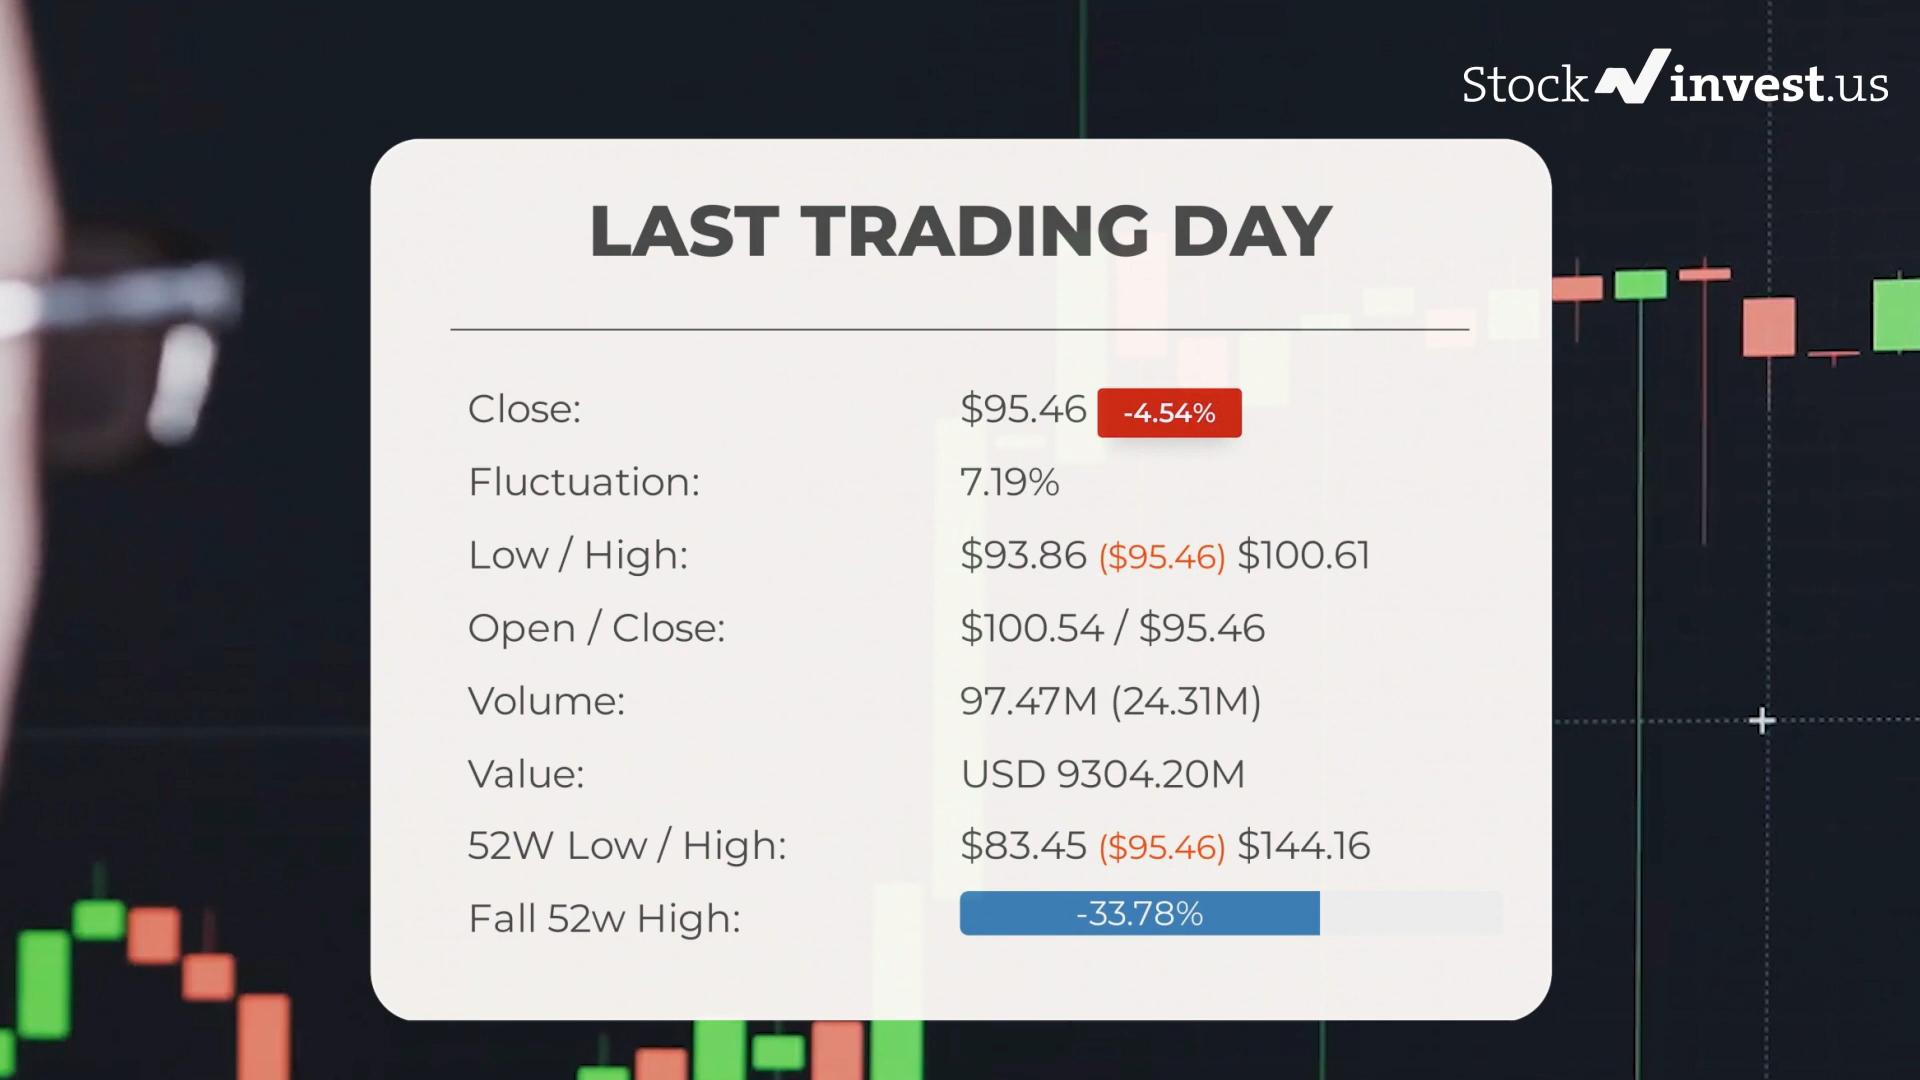 Stock invest.us
LAST TRADING DAY
Close: $95.46 -4.54%
Fluctuation: 7.19%
Low / High: $93.86 ($95.46) $100.61
Open / Close: $100.54 / $95.46
Volume: 97.47M (24.31M)
Value: USD 9304.20M
52W Low / High: $83.45 ($95.46) $144.16
Fall 52w High: -33.78%